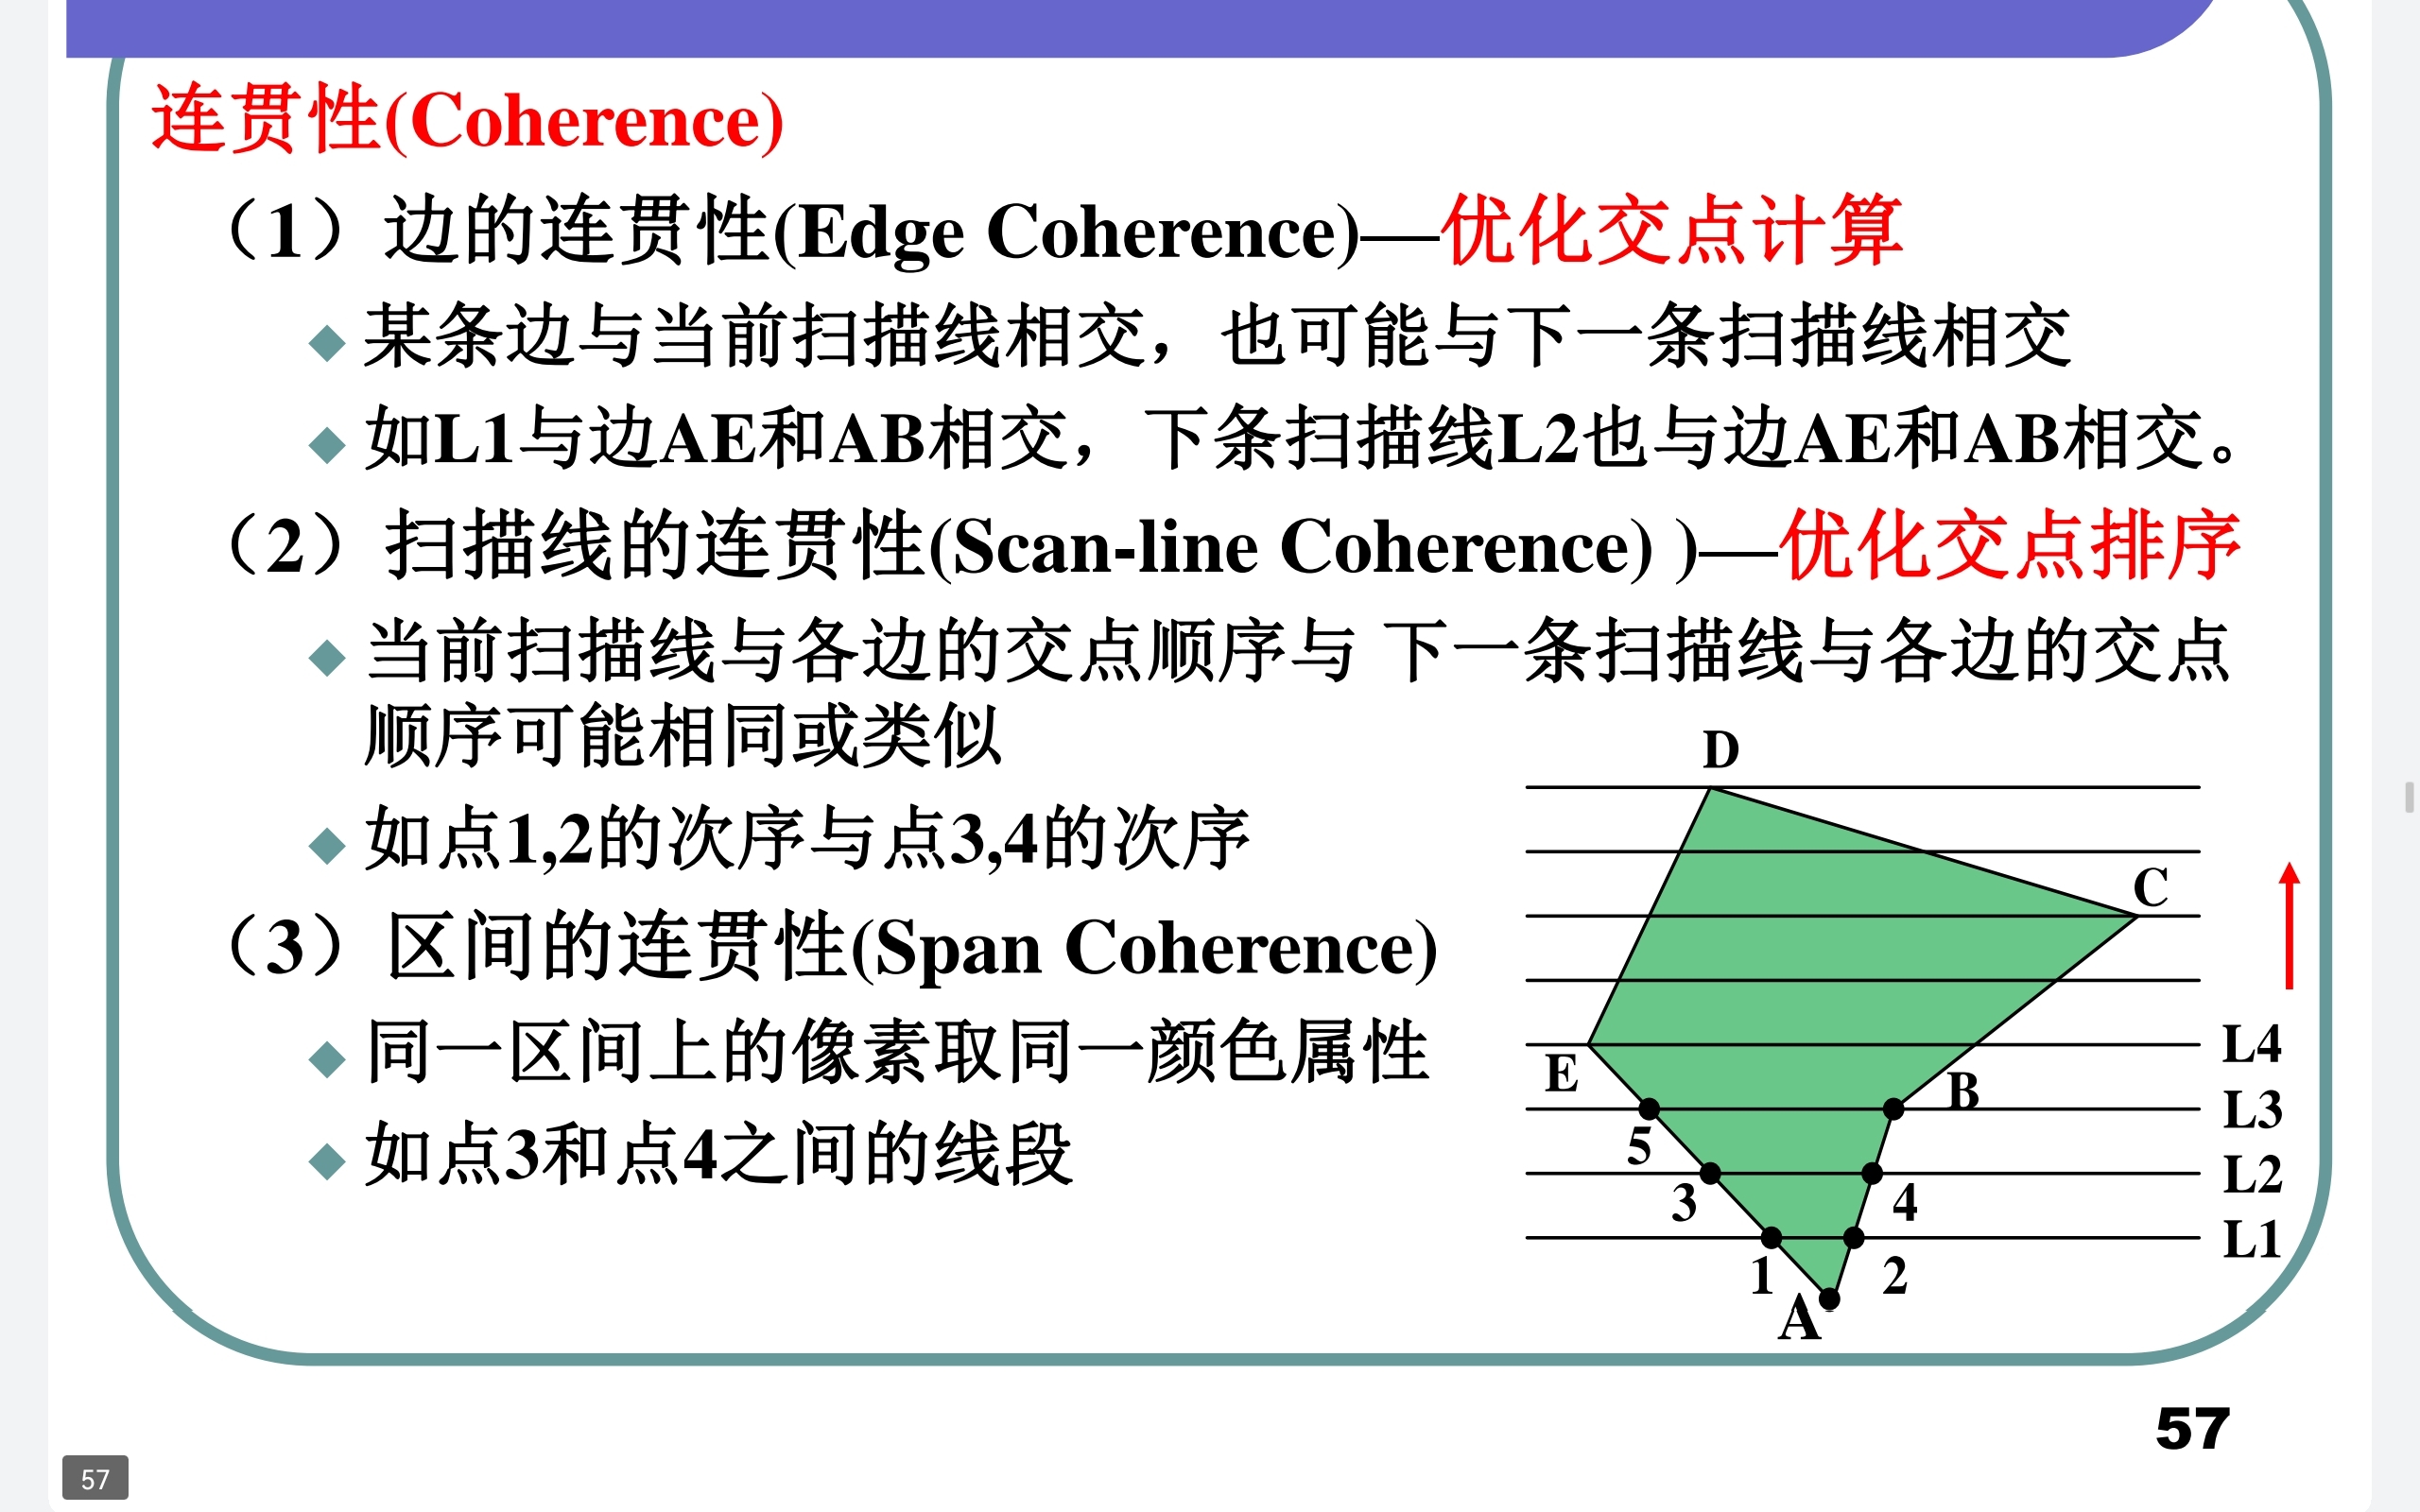 连贯性(Coherence)
（1） 边的连贯性(Edge Coherence)——优化交点计算
某条边与当前扫描线相交，也可能与下一条扫描线相交
如L1与边AE和AB相交，下条扫描线L2也与边AE和AB相交。
（2） 扫描线的连贯性(Scan-line Coherence) )——优化交点排序
当前扫描线与各边的交点顺序与 下一条扫描线与各边的交点
顺序可能相同或类似
如点1,2的次序与点3,4的次序
（3） 区间的连贯性(Span Coherence)
同一区间上的像素取同一颜色属性
如点3和点4之间的线段
D
C
L4
E
B
L3
5
L2
3
4
L1
1
2
A
57
57